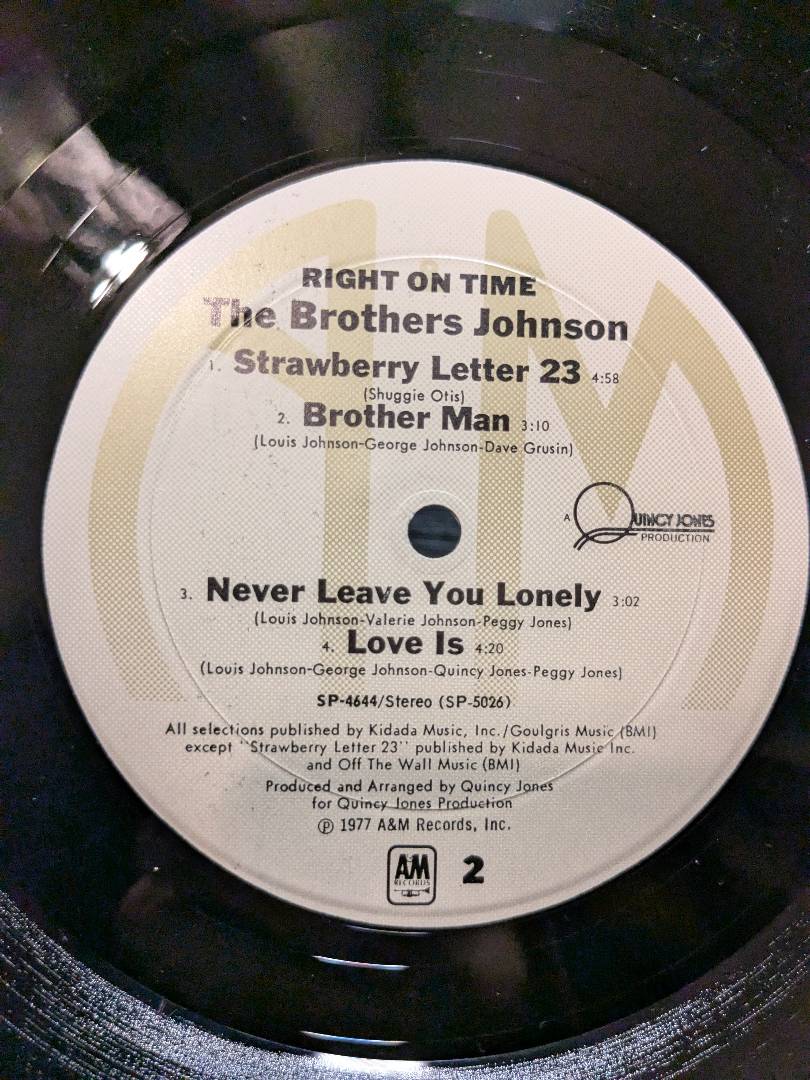 RIGHT ON TIME
The Brothers Johnson
1. Strawberry Letter 23 4:58
(Shuggie Otis)
2. Brother Man 3:10
(Louis Johnson-George Johnson-Dave Grusin)
A QUINCY JONES
PRODUCTION
3. Never Leave You Lonely 3:02
(Louis Johnson-Valerie Johnson-Peggy Jones)
4. Love Is 4:20
(Louis Johnson-George Johnson-Quincy Jones-Peggy Jones)
SP-4644/Stereo (SP-5026)
All selections published by Kidada Music, Inc./Goulgris Music (BMI)
except "Strawberry Letter 23" published by Kidada Music Inc.
and Off The Wall Music (BMI)
Produced and Arranged by Quincy Jones
for Quincy Jones Production
℗ 1977 A&M Records, Inc.
AM
RECORDS
2